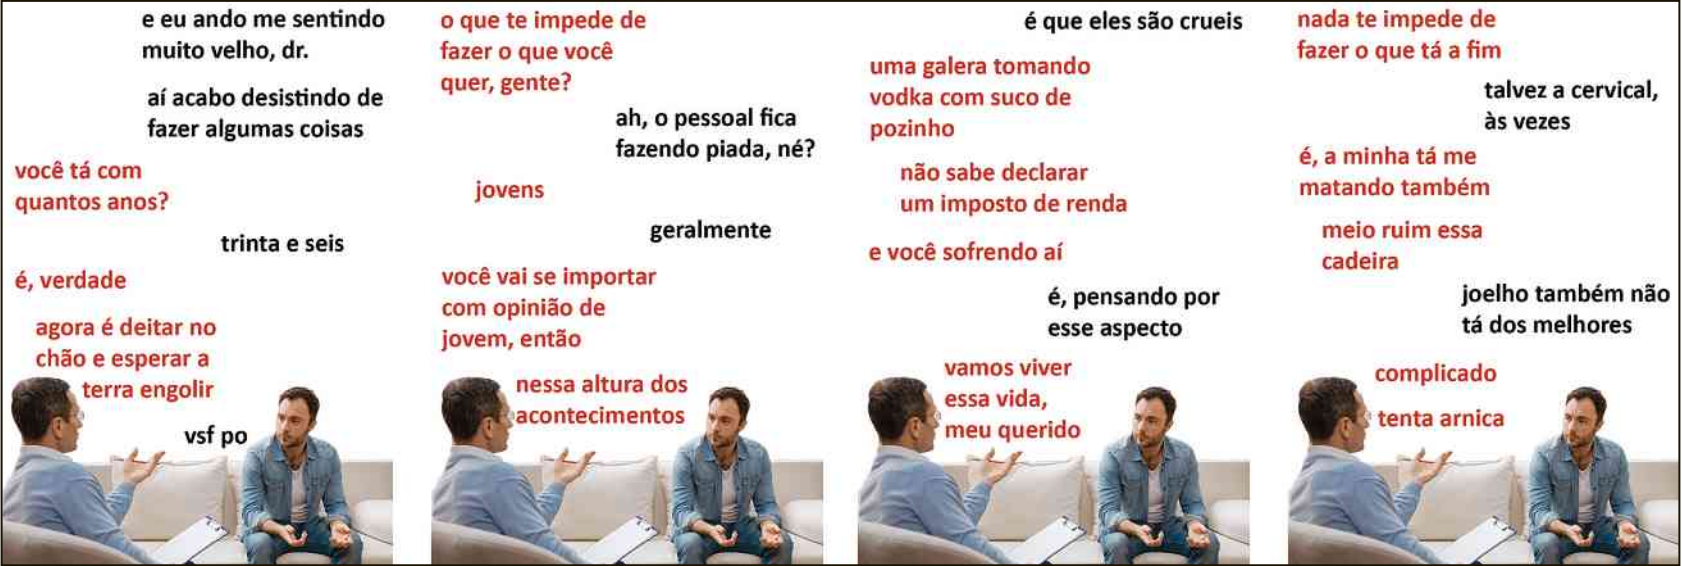 e eu ando me sentindo
muito velho, dr.
aí acabo desistindo de
fazer algumas coisas
você tá com
quantos anos?
trinta e seis
é, verdade
agora é deitar no
chão e esperar a
terra engolir
vsf po
o que te impede de
fazer o que você
quer, gente?
ah, o pessoal fica
fazendo piada, né?
jovens
geralmente
você vai se importar
com opinião de
jovem, então
nessa altura dos
acontecimentos
é que eles são crueis
uma galera tomando
vodka com suco de
pozinho
não sabe declarar
um imposto de renda
e você sofrendo aí
é, pensando por
esse aspecto
vamos viver
essa vida,
meu querido
nada te impede de
fazer o que tá a fim
talvez a cervical,
às vezes
é, a minha tá me
matando também
meio ruim essa
cadeira
joelho também não
tá dos melhores
complicado
tenta arnica